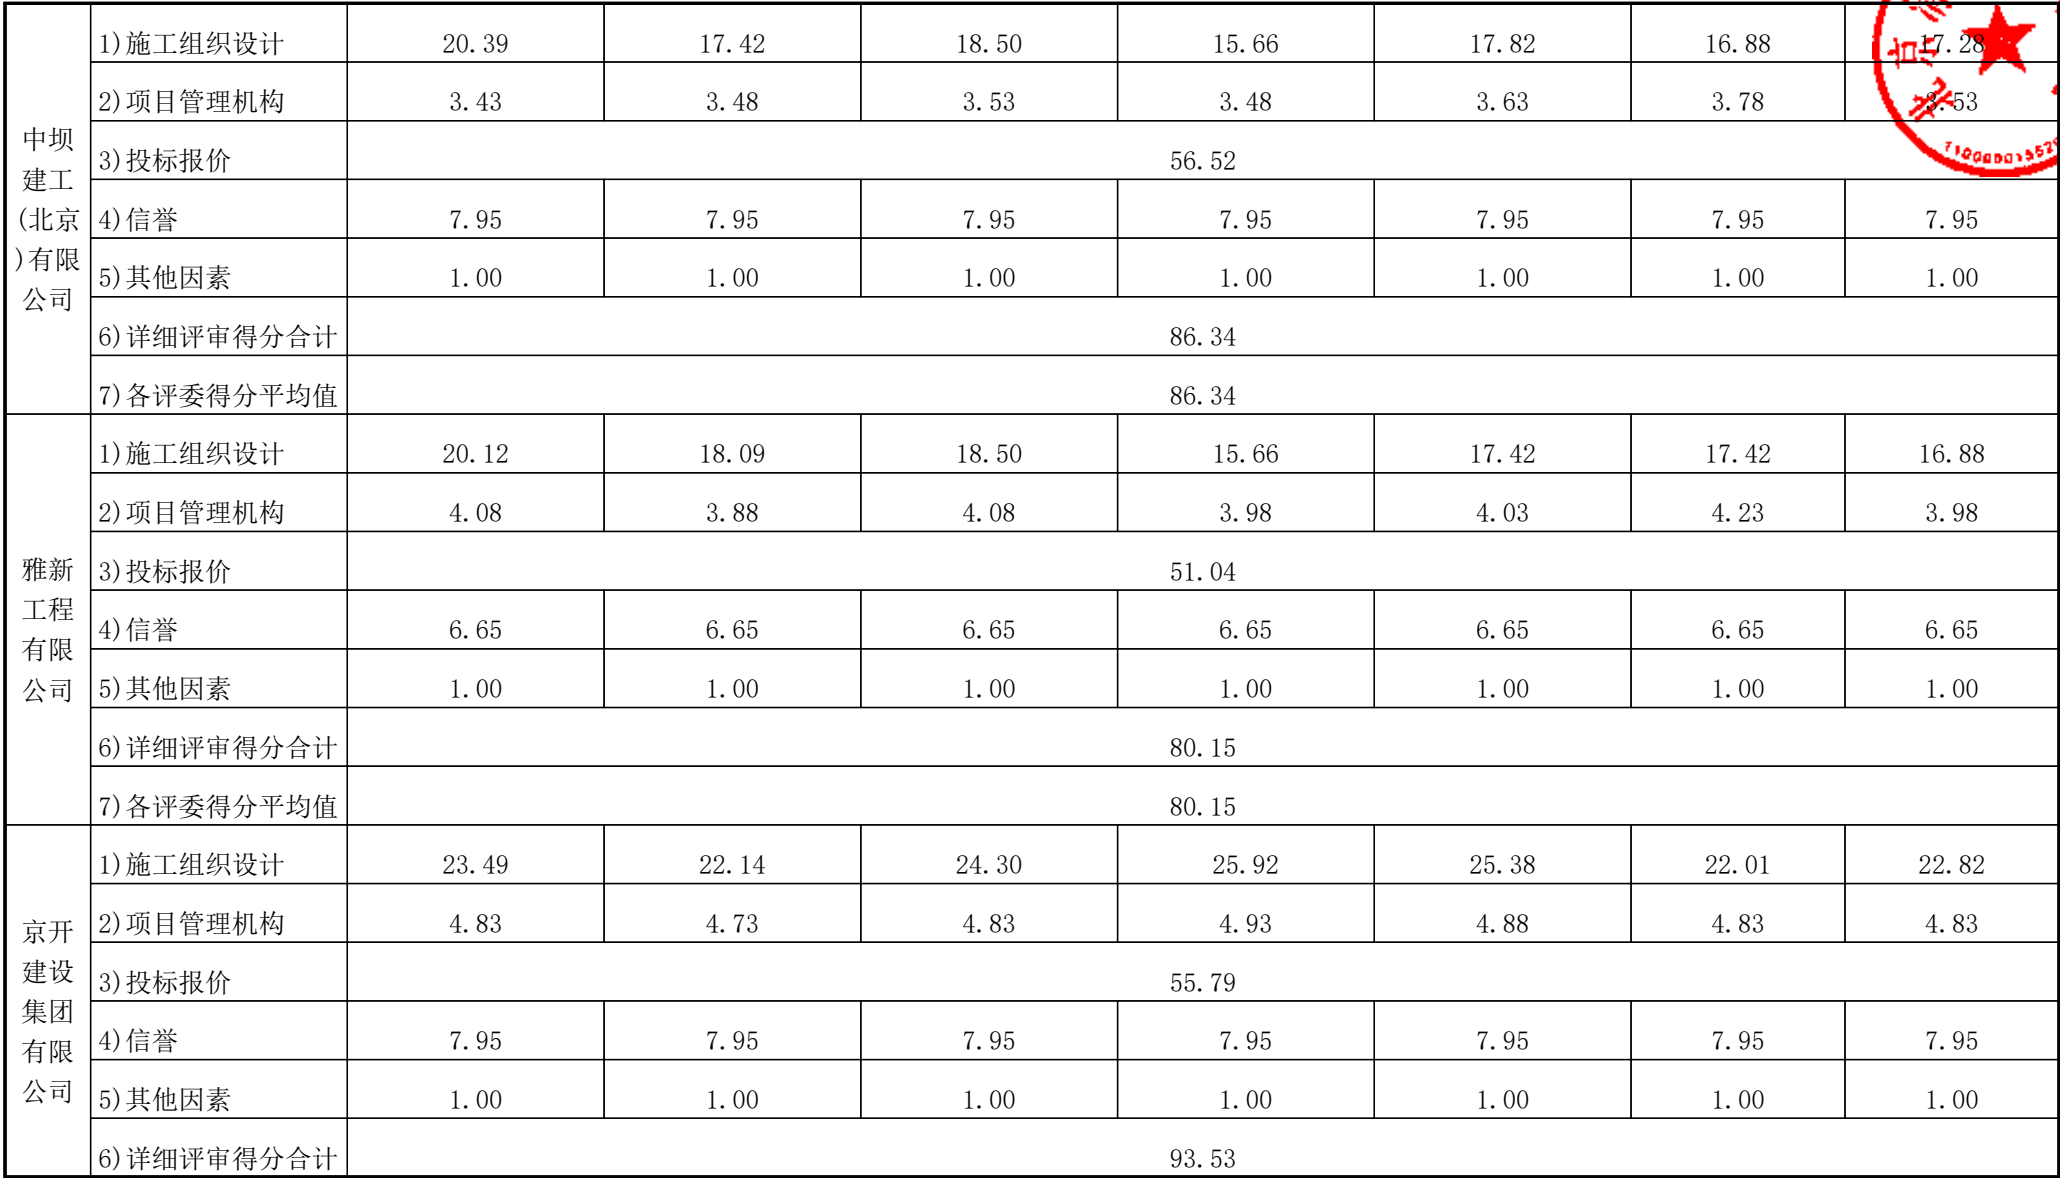 1)施工组织设计 20.39 17.42 18.50 15.66 17.82 16.88 17.28
2)项目管理机构 3.43 3.48 3.53 3.48 3.63 3.78 3.53
3)投标报价 56.52
4)信誉 7.95 7.95 7.95 7.95 7.95 7.95 7.95
5)其他因素 1.00 1.00 1.00 1.00 1.00 1.00 1.00
6)详细评审得分合计 86.34
7)各评委得分平均值 86.34
中坝
建工
(北京
)有限
公司
1)施工组织设计 20.12 18.09 18.50 15.66 17.42 17.42 16.88
2)项目管理机构 4.08 3.88 4.08 3.98 4.03 4.23 3.98
3)投标报价 51.04
4)信誉 6.65 6.65 6.65 6.65 6.65 6.65 6.65
5)其他因素 1.00 1.00 1.00 1.00 1.00 1.00 1.00
6)详细评审得分合计 80.15
7)各评委得分平均值 80.15
雅新
工程
有限
公司
1)施工组织设计 23.49 22.14 24.30 25.92 25.38 22.01 22.82
2)项目管理机构 4.83 4.73 4.83 4.93 4.88 4.83 4.83
3)投标报价 55.79
4)信誉 7.95 7.95 7.95 7.95 7.95 7.95 7.95
5)其他因素 1.00 1.00 1.00 1.00 1.00 1.00 1.00
6)详细评审得分合计 93.53
京开
建设
集团
有限
公司
北京